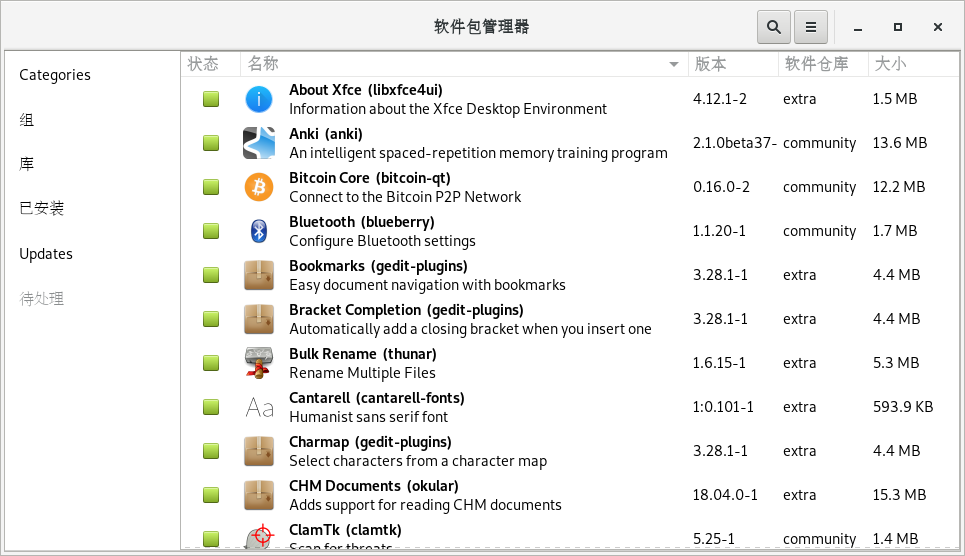 软件包管理器
Categories
组
库
已安装
Updates
待处理
状态 名称 版本 软件仓库 大小
About Xfce (libxfce4ui)
Information about the Xfce Desktop Environment
4.12.1-2 extra 1.5 MB
Anki (anki)
An intelligent spaced-repetition memory training program
2.1.0beta37- community 13.6 MB
Bitcoin Core (bitcoin-qt)
Connect to the Bitcoin P2P Network
0.16.0-2 community 12.2 MB
Bluetooth (blueberry)
Configure Bluetooth settings
1.1.20-1 community 1.7 MB
Bookmarks (gedit-plugins)
Easy document navigation with bookmarks
3.28.1-1 extra 4.4 MB
Bracket Completion (gedit-plugins)
Automatically add a closing bracket when you insert one
3.28.1-1 extra 4.4 MB
Bulk Rename (thunar)
Rename Multiple Files
1.6.15-1 extra 5.3 MB
Aa
Cantarell (cantarell-fonts)
Humanist sans serif font
1:0.101-1 extra 593.9 KB
Charmap (gedit-plugins)
Select characters from a character map
3.28.1-1 extra 4.4 MB
CHM Documents (okular)
Adds support for reading CHM documents
18.04.0-1 extra 15.3 MB
ClamTk (clamtk)
Scan for threats
5.25-1 community 1.4 MB